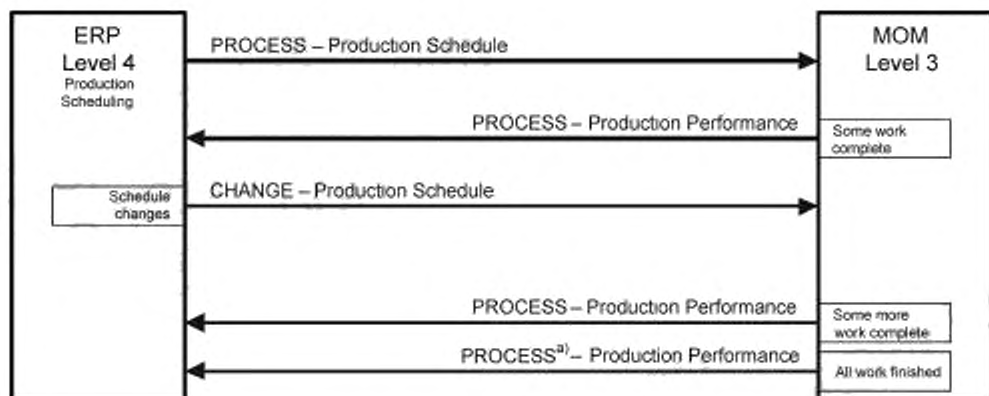 ERP
Level 4
Production
Scheduling
MOM
Level 3
PROCESS – Production Schedule
PROCESS – Production Performance
Some work
complete
Schedule
changes
CHANGE – Production Schedule
PROCESS – Production Performance
Some more
work complete
PROCESSa) – Production Performance
All work finished